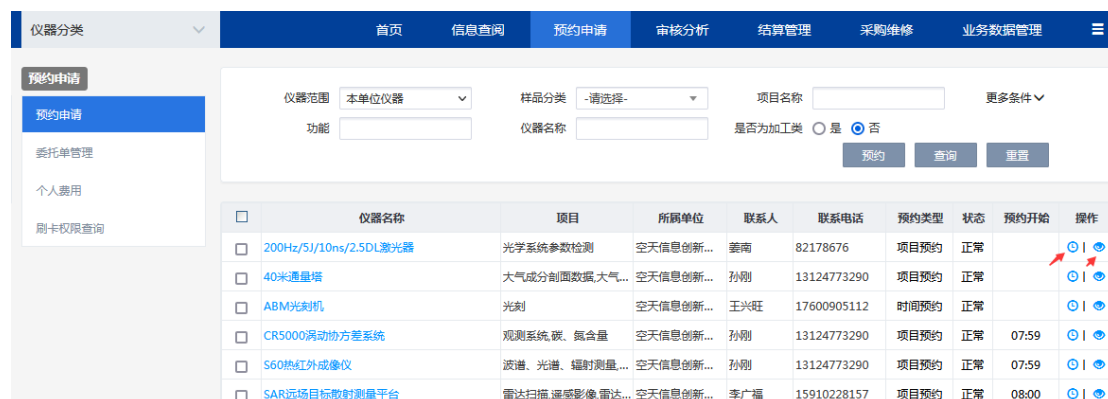 仪器分类 首页 信息查阅 预约申请 审核分析 结算管理 采购维修 业务数据管理
预约申请
预约申请
委托单管理
个人费用
刷卡权限查询
仪器范围 本单位仪器 样品分类 -请选择- 项目名称 更多条件
功能 仪器名称 是否为加工类 是 否
预约 查询 重置
仪器名称 项目 所属单位 联系人 联系电话 预约类型 状态 预约开始 操作
200Hz/5J/10ns/2.5DL激光器 光学系统参数检测 空天信息创新... 姜南 82178676 项目预约 正常
40米通量塔 大气成分剖面数据,大气... 空天信息创新... 孙刚 13124773290 项目预约 正常
ABM光刻机 光刻 空天信息创新... 王兴旺 17600905112 时间预约 正常
CR5000涡动协方差系统 观测系统,碳、氮含量 空天信息创新... 孙刚 13124773290 项目预约 正常 07:59
S60热红外成像仪 波谱、光谱、辐射测量,... 空天信息创新... 孙刚 13124773290 项目预约 正常 07:59
SAR远场目标散射测量平台 雷达扫描,遥感影像,雷达... 空天信息创新... 李广福 15910228157 项目预约 正常 08:00